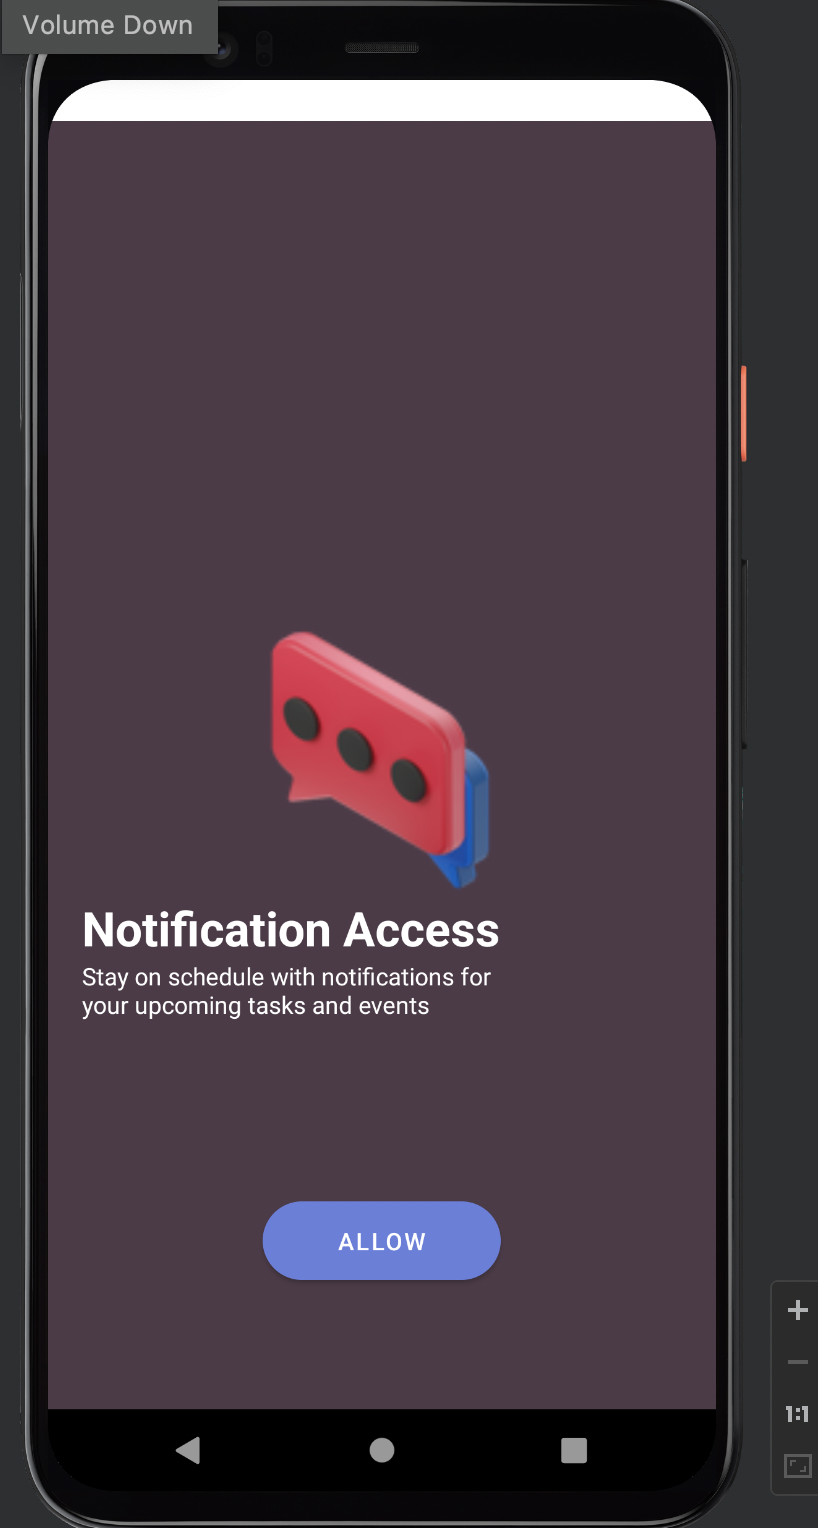 Volume Down
Notification Access
Stay on schedule with notifications for
your upcoming tasks and events
ALLOW
1:1